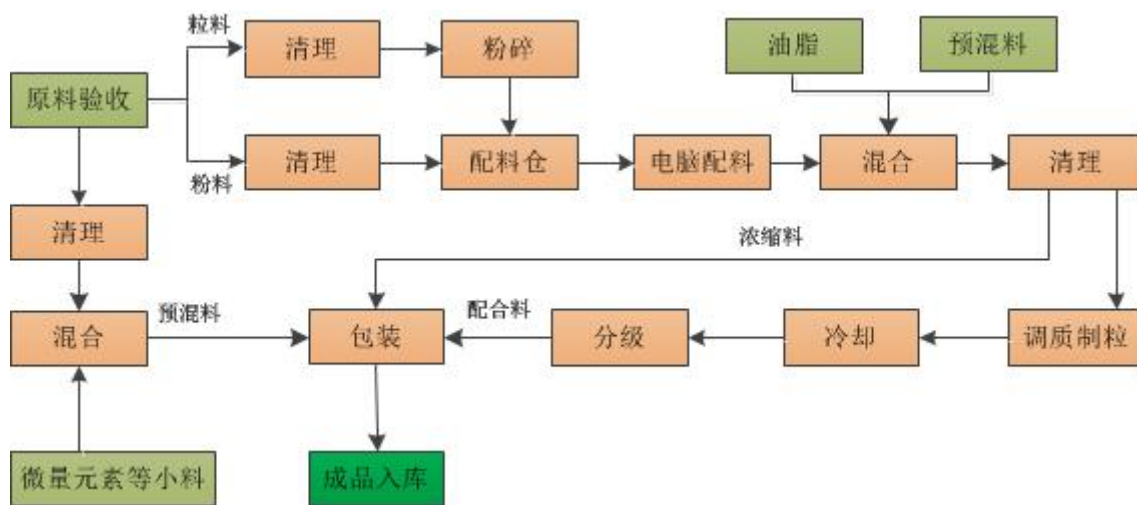 粒料
清理
粉碎
油脂
预混料
原料验收
清理
配料仓
电脑配料
混合
清理
粉料
清理
浓缩料
预混料
配合料
混合
包装
分级
冷却
调质制粒
微量元素等小料
成品入库